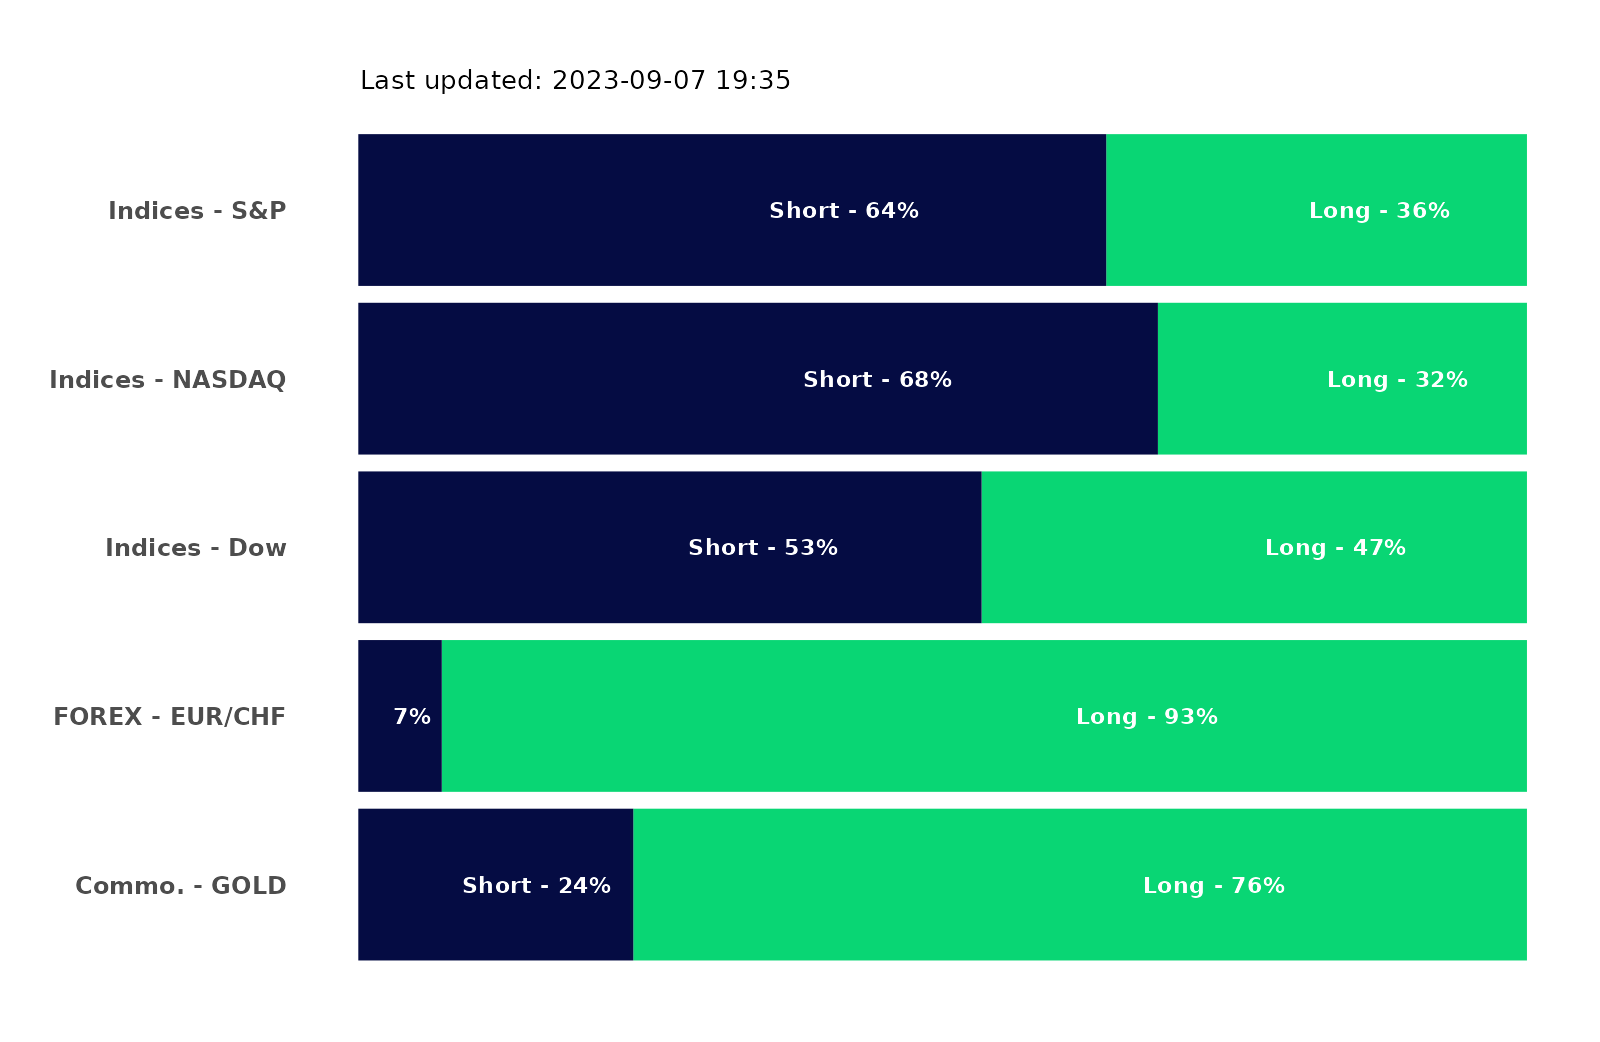 Last updated: 2023-09-07 19:35
Indices - S&P Short - 64% Long - 36%
Indices - NASDAQ Short - 68% Long - 32%
Indices - Dow Short - 53% Long - 47%
FOREX - EUR/CHF 7% Long - 93%
Commo. - GOLD Short - 24% Long - 76%